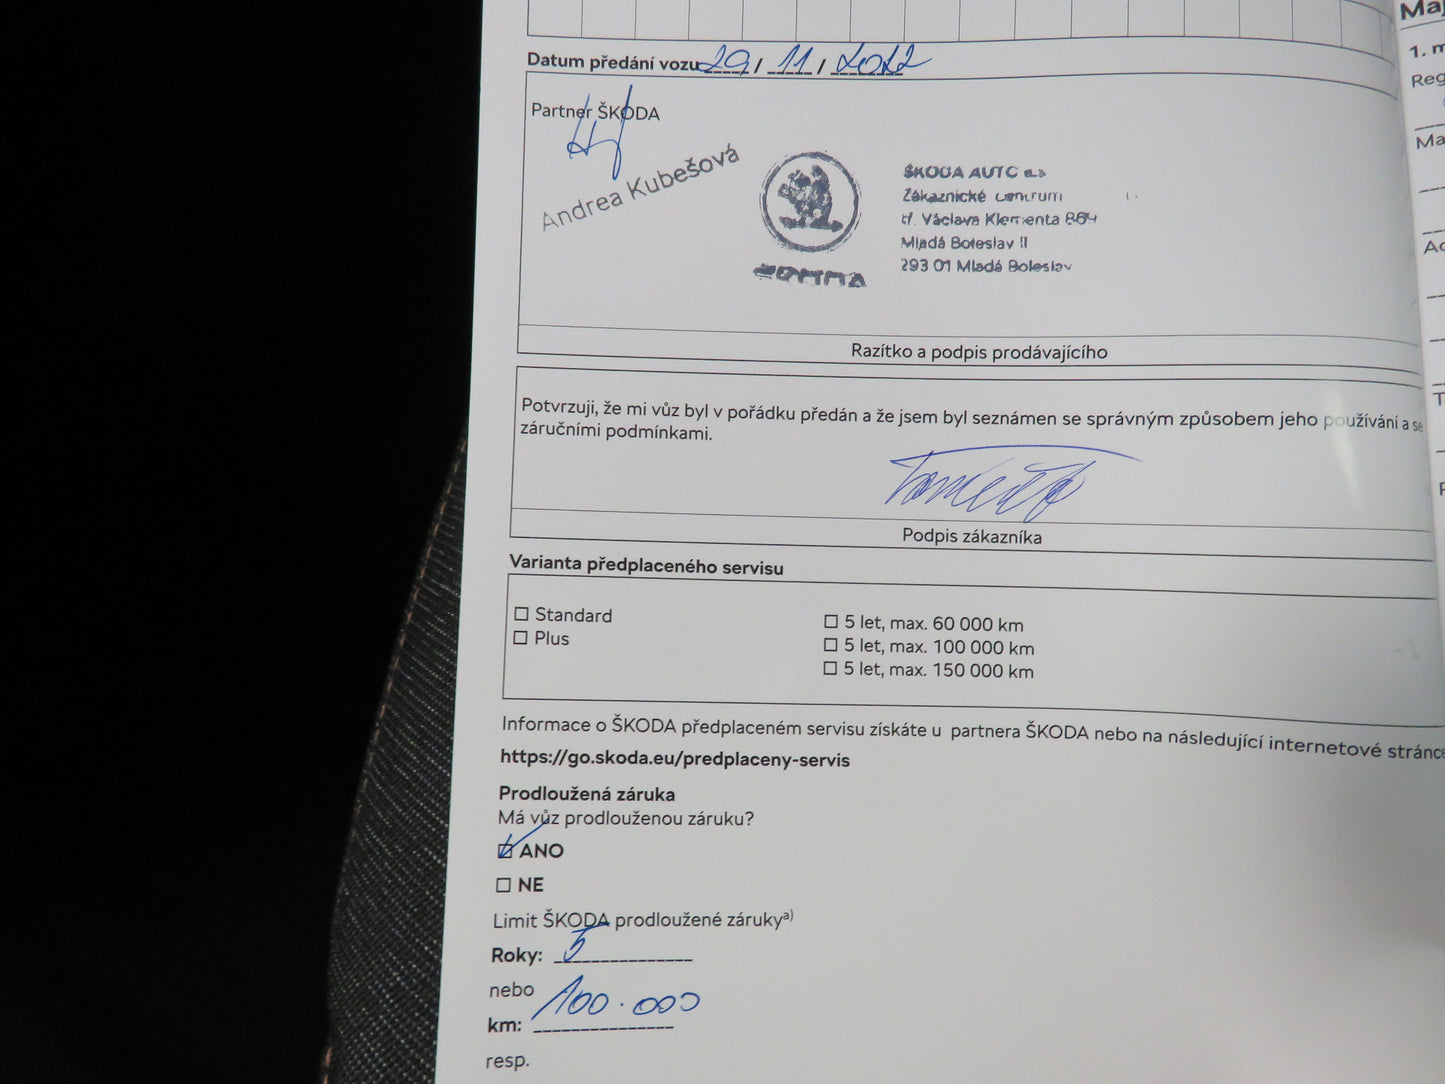 Datum předání vozu 29 / 11 / 2022
Partner ŠKODA
Andrea Kubešová
ŠKODA AUTO a.s.
Zákaznické centrum
tř. Václava Klementa 869
Mladá Boleslav II
293 01 Mladá Boleslav
ŠKODA
Razítko a podpis prodávajícího
Potvrzuji, že mi vůz byl v pořádku předán a že jsem byl seznámen se správným způsobem jeho používání a se
záručními podmínkami.
Podpis zákazníka
Varianta předplaceného servisu
☐ Standard
☐ Plus
☐ 5 let, max. 60 000 km
☐ 5 let, max. 100 000 km
☐ 5 let, max. 150 000 km
Informace o ŠKODA předplaceném servisu získáte u partnera ŠKODA nebo na následující internetové stránce
https://go.skoda.eu/predplaceny-servis
Prodloužená záruka
Má vůz prodlouženou záruku?
☑ ANO
☐ NE
Limit ŠKODA prodloužené záruky a)
Roky: 5
nebo
km: 100.000
resp.
Maj
1. m
Reg
Ma